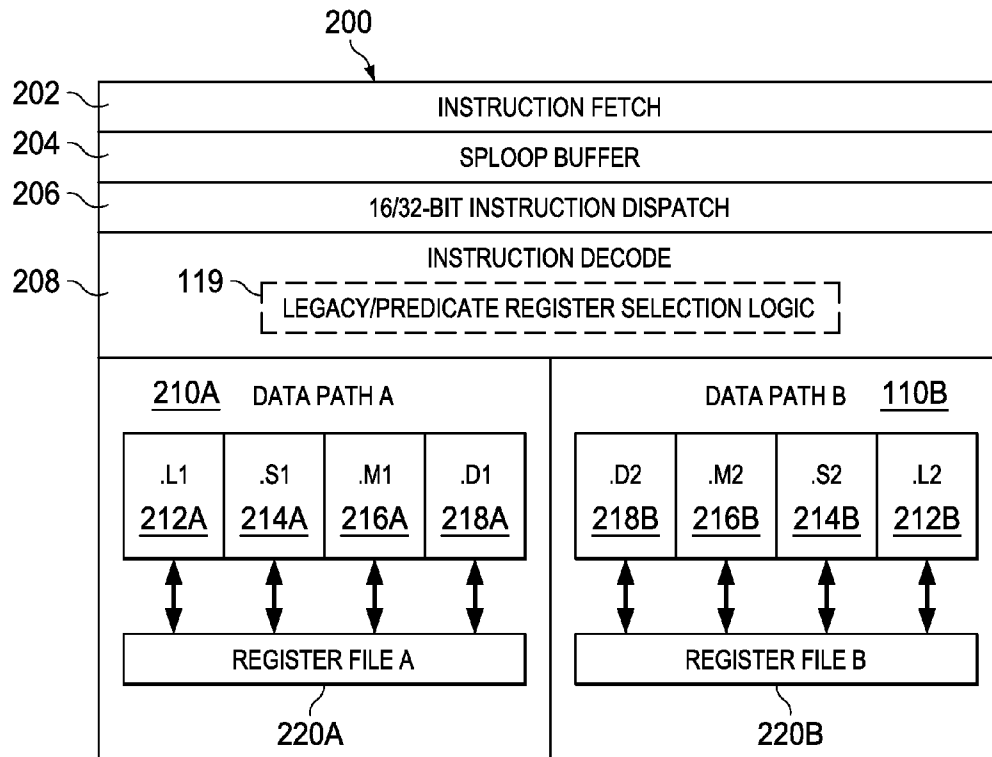 200
202
INSTRUCTION FETCH
204
SPLOOP BUFFER
206
16/32-BIT INSTRUCTION DISPATCH
INSTRUCTION DECODE
208
119
LEGACY/PREDICATE REGISTER SELECTION LOGIC
210A DATA PATH A
DATA PATH B 110B
.L1 .S1 .M1 .D1
212A 214A 216A 218A
.D2 .M2 .S2 .L2
218B 216B 214B 212B
REGISTER FILE A
REGISTER FILE B
220A
220B